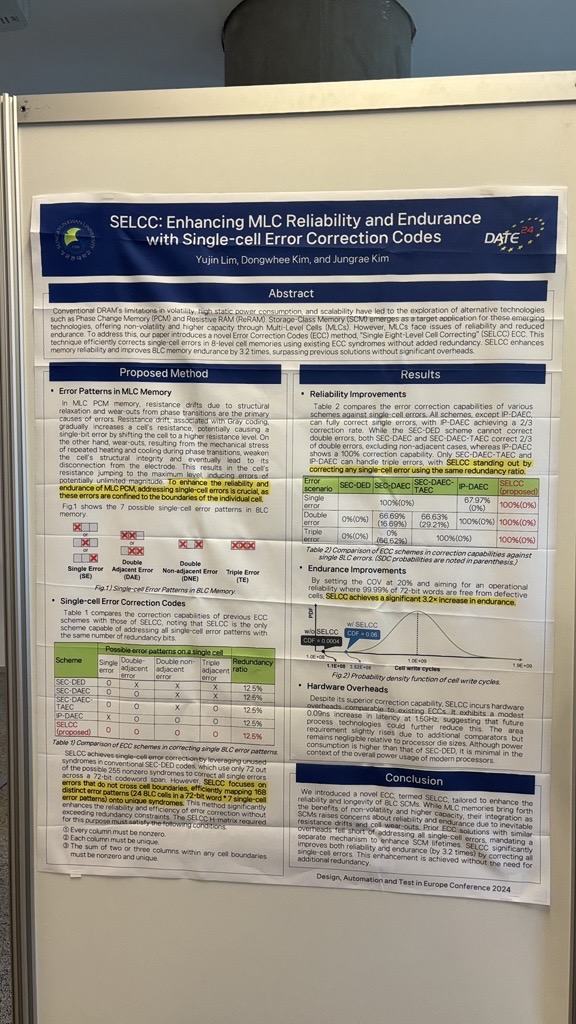 SELCC: Enhancing MLC Reliability and Endurance
with Single-cell Error Correction Codes
Yujin Lim, Dongwhee Kim, and Jungrae Kim
DATE 24
Abstract
Conventional DRAM's limitations in volatility, high static power consumption, and scalability have led to the exploration of alternative technologies
such as Phase Change Memory (PCM) and Resistive RAM (ReRAM). Storage-Class Memory (SCM) emerges as a target application for these emerging
technologies, offering non-volatility and higher capacity through Multi-Level Cells (MLCs). However, MLCs face issues of reliability and reduced
endurance. To address this, our paper introduces a novel Error Correction Codes (ECC) method, "Single Eight-Level Cell Correcting" (SELCC) ECC. This
technique efficiently corrects single-cell errors in 8-level cell memories using existing ECC syndromes without added redundancy. SELCC enhances
memory reliability and improves BLC memory endurance by 3.2 times, surpassing previous solutions without significant overheads.
Proposed Method
• Error Patterns in MLC Memory
In MLC PCM memory, resistance drifts due to structural
relaxation and wear-outs from phase transitions are the primary
causes of errors. Resistance drift, associated with Gray coding,
gradually increases a cell's resistance, potentially causing a
single-bit error by shifting the cell to a higher resistance level. On
the other hand, wear-outs, resulting from the mechanical stress
of repeated heating and cooling during phase transitions, weaken
the cell's structural integrity and eventually lead to its
disconnection from the electrode. This results in the cell's
resistance jumping to the maximum level, inducing errors of
potentially unlimited magnitude. To enhance the reliability and
endurance of MLC PCM, addressing single-cell errors is crucial, as
these errors are confined to the boundaries of the individual cell.
Fig.1 shows the 7 possible single-cell error patterns in BLC
memory.
or
or
or
or
Single Error
(SE)
Double
Adjacent Error
(DAE)
Double
Non-adjacent Error
(DNE)
Triple Error
(TE)
Fig.1) Single-cell Error Patterns in BLC Memory.
• Single-cell Error Correction Codes
Table 1 compares the correction capabilities of previous ECC
schemes with those of SELCC, noting that SELCC is the only
scheme capable of addressing all single-cell error patterns with
the same number of redundancy bits.
Possible error patterns on a single cell
Scheme Single error Double-adjacent error Double non-adjacent error Triple adjacent error Redundancy ratio
SEC-DED O X X X 12.5%
SEC-DAEC O O X X 12.5%
SEC-DAEC-TAEC O O X O 12.5%
IP-DAEC X O O O 12.5%
SELCC (proposed) O O O O 12.5%
Table 1) Comparison of ECC schemes in correcting single BLC error patterns.
SELCC achieves single-cell error correction by leveraging unused
syndromes in conventional SEC-DED codes, which use only 72 out
of the possible 255 nonzero syndromes to correct all single errors
across a 72-bit codeword span. However, SELCC focuses on
errors that do not cross cell boundaries, efficiently mapping 168
distinct error patterns (24 BLC cells in a 72-bit word * 7 single-cell
error patterns) onto unique syndromes. This method significantly
enhances the reliability and efficiency of error correction without
exceeding redundancy constraints. The SELCC H-matrix required
for this purpose must satisfy the following conditions.
① Every column must be nonzero.
② Each column must be unique.
③ The sum of two or three columns within any cell boundaries
must be nonzero and unique.
Results
• Reliability Improvements
Table 2 compares the error correction capabilities of various
schemes against single-cell errors. All schemes, except IP-DAEC,
can fully correct single errors, with IP-DAEC achieving a 2/3
correction rate. While the SEC-DED scheme cannot correct
double errors, both SEC-DAEC and SEC-DAEC-TAEC correct 2/3
of double errors, excluding non-adjacent cases, whereas IP-DAEC
shows a 100% correction capability. Only SEC-DAEC-TAEC and
IP-DAEC can handle triple errors, with SELCC standing out by
correcting any single-cell error using the same redundancy ratio.
Error scenario SEC-DED SEC-DAEC SEC-DAEC-TAEC IP-DAEC SELCC (proposed)
Single error 100%(0%) 67.97% (0%) 100%(0%)
Double error 0%(0%) 66.69% (16.69%) 66.63% (29.21%) 100%(0%) 100%(0%)
Triple error 0%(0%) 0% (66.62%) 100%(0%) 100%(0%)
Table 2) Comparison of ECC schemes in correction capabilities against
single BLC errors. (SDC probabilities are noted in parenthesis.)
• Endurance Improvements
By setting the COV at 20% and aiming for an operational
reliability where 99.99% of 72-bit words are free from defective
cells, SELCC achieves a significant 3.2× increase in endurance.
PDF
w/o SELCC
CDF = 0.0004
w/ SELCC
CDF = 0.06
1.0E+08
1.1E+08
3.52E+08
1.0E+09
1.9E+09
Cell write cycles
Fig.2) Probability density function of cell write cycles.
• Hardware Overheads
Despite its superior correction capability, SELCC incurs hardware
overheads comparable to existing ECCs. It exhibits a modest
0.09ns increase in latency at 1.5GHz, suggesting that future
process technologies could further reduce this. The area
requirement slightly rises due to additional comparators but
remains negligible relative to processor die sizes. Although power
consumption is higher than that of SEC-DED, it is minimal in the
context of the overall power usage of modern processors.
Conclusion
We introduced a novel ECC, termed SELCC, tailored to enhance the
reliability and longevity of BLC SCMs. While MLC memories bring forth
the benefits of non-volatility and higher capacity, their integration as
SCMs raises concerns about reliability and endurance due to inevitable
resistance drifts and cell wear-outs. Prior ECC solutions with similar
overheads fell short of addressing all single-cell errors, mandating a
separate mechanism to enhance SCM lifetimes. SELCC significantly
improves both reliability and endurance (by 3.2 times) by correcting all
single-cell errors. This enhancement is achieved without the need for
additional redundancy.
Design, Automation and Test in Europe Conference 2024